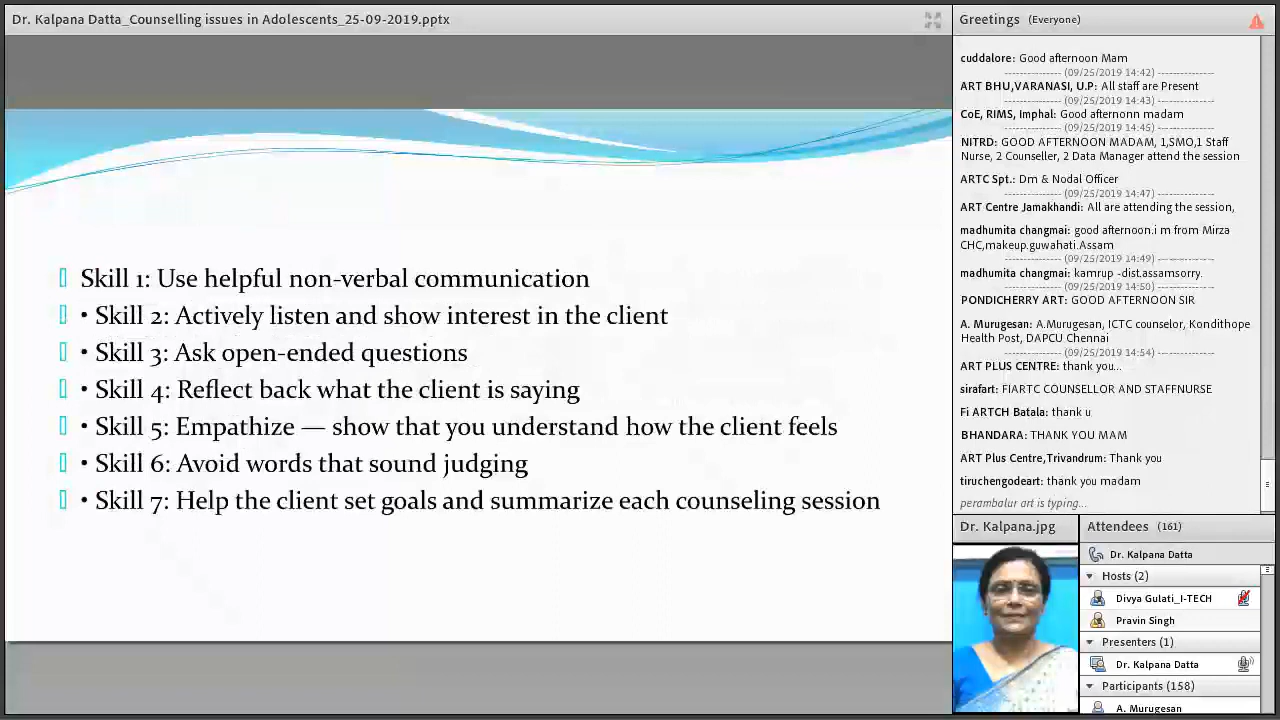 Dr. Kalpana Datta_Counselling issues in Adolescents_25-09-2019.pptx
Skill 1: Use helpful non-verbal communication
• Skill 2: Actively listen and show interest in the client
• Skill 3: Ask open-ended questions
• Skill 4: Reflect back what the client is saying
• Skill 5: Empathize — show that you understand how the client feels
• Skill 6: Avoid words that sound judging
• Skill 7: Help the client set goals and summarize each counseling session
Greetings (Everyone)
cuddalore: Good afternoon Mam
--------------- (09/25/2019 14:42) ---------------
ART BHU,VARANASI, U.P: All staff are Present
--------------- (09/25/2019 14:43) ---------------
CoE, RIMS, Imphal: Good afternonn madam
--------------- (09/25/2019 14:45) ---------------
NITRD: GOOD AFTERNOON MADAM, 1,SMO,1 Staff
Nurse, 2 Counseller, 2 Data Manager attend the session
ARTC Spt.: Dm & Nodal Officer
--------------- (09/25/2019 14:47) ---------------
ART Centre Jamakhandi: All are attending the session,
madhumita changmai: good afternoon.i m from Mirza
CHC,makeup.guwahati.Assam
--------------- (09/25/2019 14:49) ---------------
madhumita changmai: kamrup -dist.assamsorry.
--------------- (09/25/2019 14:50) ---------------
PONDICHERRY ART: GOOD AFTERNOON SIR
A. Murugesan: A.Murugesan, ICTC counselor, Kondithope
Health Post, DAPCU Chennai
--------------- (09/25/2019 14:54) ---------------
ART PLUS CENTRE: thank you...
sirafart: FIARTC COUNSELLOR AND STAFFNURSE
Fi ARTCH Batala: thank u
BHANDARA: THANK YOU MAM
ART Plus Centre,Trivandrum: Thank you
tiruchengodeart: thank you madam
perambalur art is typing...
Dr. Kalpana.jpg
Attendees (161)
Dr. Kalpana Datta
Hosts (2)
Divya Gulati_I-TECH
Pravin Singh
Presenters (1)
Dr. Kalpana Datta
Participants (158)
A. Murugesan